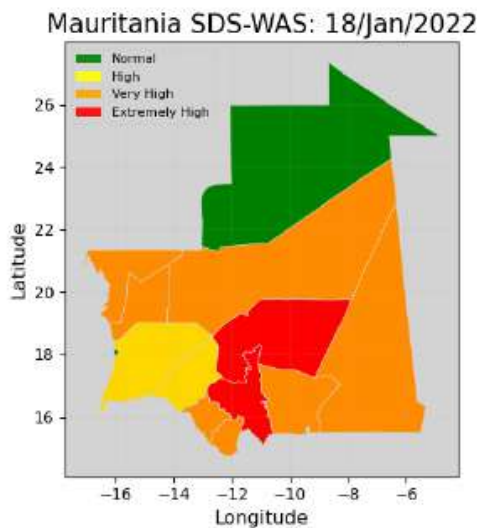 Mauritania SDS-WAS: 18/Jan/2022
Normal
High
Very High
Extremely High
Latitude
26
24
22
20
18
16
−16
−14
−12
−10
−8
−6
Longitude